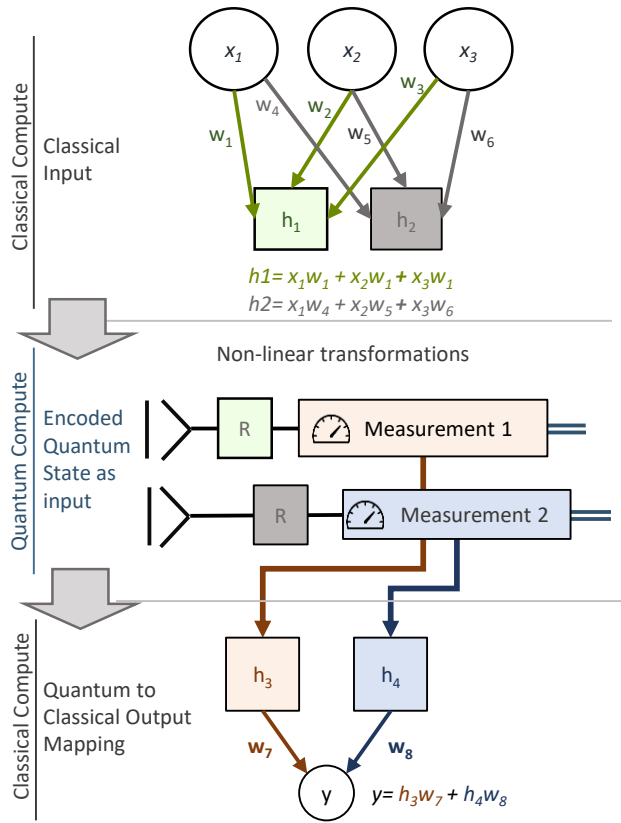 x1 x2 x3
w1 w4 w2 w5 w3 w6
Classical Compute
Classical
Input
h1 h2
h1= x1w1 + x2w1 + x3w1
h2= x1w4 + x2w5 + x3w6
Non-linear transformations
Quantum Compute
Encoded
Quantum
State as
input
R Measurement 1
R Measurement 2
Classical Compute
Quantum to
Classical Output
Mapping
h3 h4
w7 w8
y y= h3w7 + h4w8